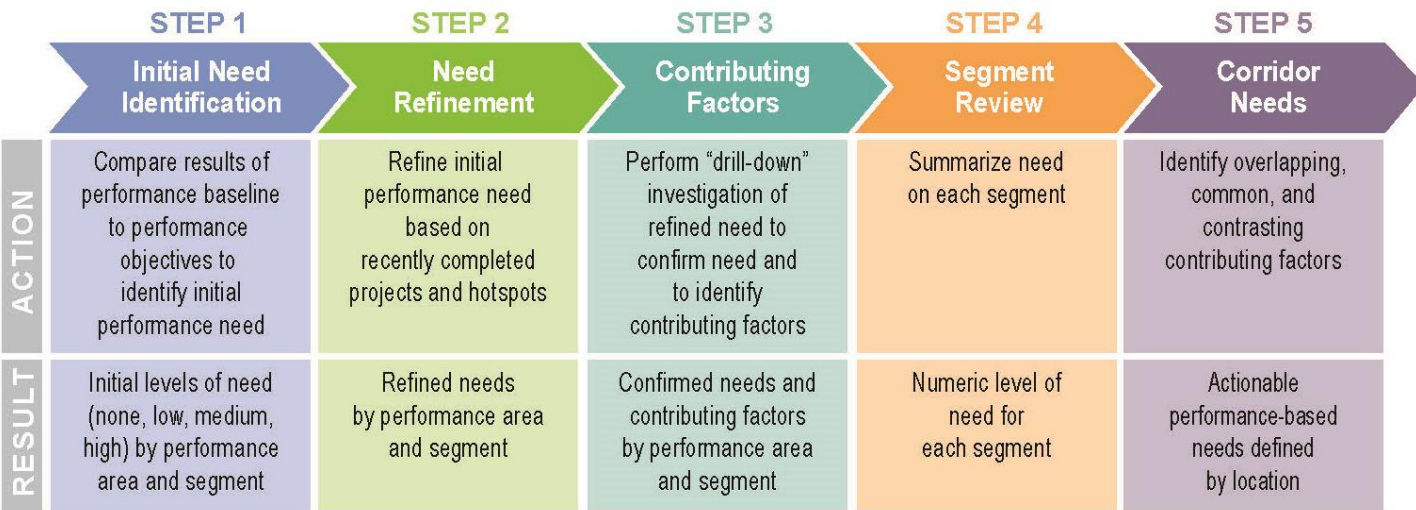 STEP 1
STEP 2
STEP 3
STEP 4
STEP 5
Initial Need
Identification
Need
Refinement
Contributing
Factors
Segment
Review
Corridor
Needs
ACTION
Compare results of
performance baseline
to performance
objectives to
identify initial
performance need
Refine initial
performance need
based on
recently completed
projects and hotspots
Perform “drill-down”
investigation of
refined need to
confirm need and
to identify
contributing factors
Summarize need
on each segment
Identify overlapping,
common, and
contrasting
contributing factors
RESULT
Initial levels of need
(none, low, medium,
high) by performance
area and segment
Refined needs
by performance area
and segment
Confirmed needs and
contributing factors
by performance area
and segment
Numeric level of
need for
each segment
Actionable
performance-based
needs defined
by location